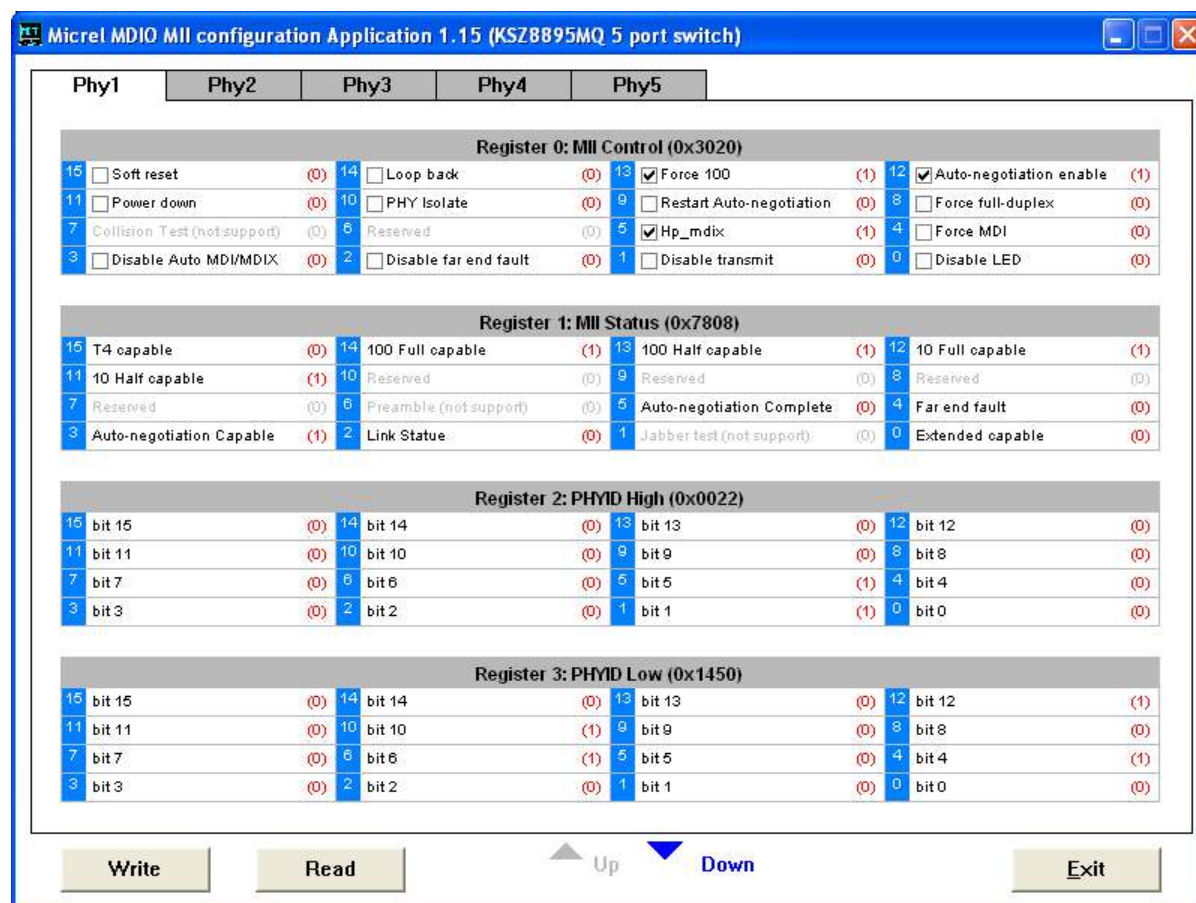 Micrel MDIO MII configuration Application 1.15 (KSZ8895MQ 5 port switch)
Phy1 Phy2 Phy3 Phy4 Phy5
Register 0: MII Control (0x3020)
15 Soft reset (0) 14 Loop back (0) 13 Force 100 (1) 12 Auto-negotiation enable (1)
11 Power down (0) 10 PHY Isolate (0) 9 Restart Auto-negotiation (0) 8 Force full-duplex (0)
7 Collision Test (not support) (0) 6 Reserved (0) 5 Hp_mdix (1) 4 Force MDI (0)
3 Disable Auto MDI/MDIX (0) 2 Disable far end fault (0) 1 Disable transmit (0) 0 Disable LED (0)
Register 1: MII Status (0x7808)
15 T4 capable (0) 14 100 Full capable (1) 13 100 Half capable (1) 12 10 Full capable (1)
11 10 Half capable (1) 10 Reserved (0) 9 Reserved (0) 8 Reserved (0)
7 Reserved (0) 6 Preamble (not support) (0) 5 Auto-negotiation Complete (0) 4 Far end fault (0)
3 Auto-negotiation Capable (1) 2 Link Statue (0) 1 Jabber test (not support) (0) 0 Extended capable (0)
Register 2: PHYID High (0x0022)
15 bit 15 (0) 14 bit 14 (0) 13 bit 13 (0) 12 bit 12 (0)
11 bit 11 (0) 10 bit 10 (0) 9 bit 9 (0) 8 bit 8 (0)
7 bit 7 (0) 6 bit 6 (0) 5 bit 5 (1) 4 bit 4 (0)
3 bit 3 (0) 2 bit 2 (0) 1 bit 1 (1) 0 bit 0 (0)
Register 3: PHYID Low (0x1450)
15 bit 15 (0) 14 bit 14 (0) 13 bit 13 (0) 12 bit 12 (1)
11 bit 11 (0) 10 bit 10 (1) 9 bit 9 (0) 8 bit 8 (0)
7 bit 7 (0) 6 bit 6 (1) 5 bit 5 (0) 4 bit 4 (1)
3 bit 3 (0) 2 bit 2 (0) 1 bit 1 (0) 0 bit 0 (0)
Write Read Up Down Exit